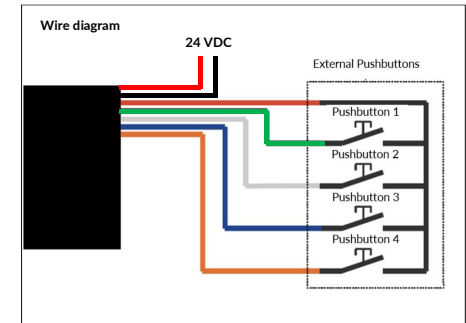 Wire diagram
24 VDC
External Pushbuttons
Pushbutton 1
Pushbutton 2
Pushbutton 3
Pushbutton 4